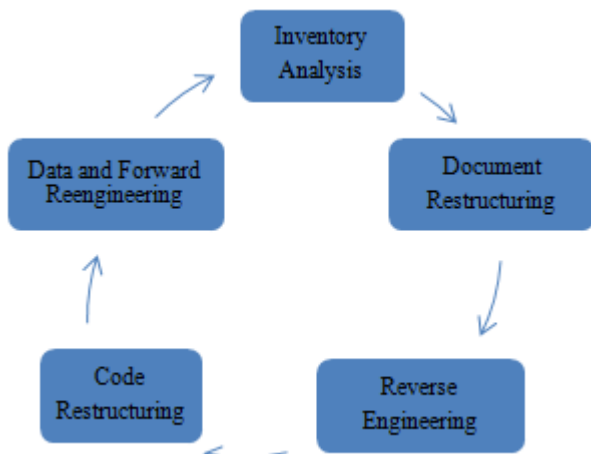 Inventory
Analysis
Document
Restructuring
Reverse
Engineering
Code
Restructuring
Data and Forward
Reengineering